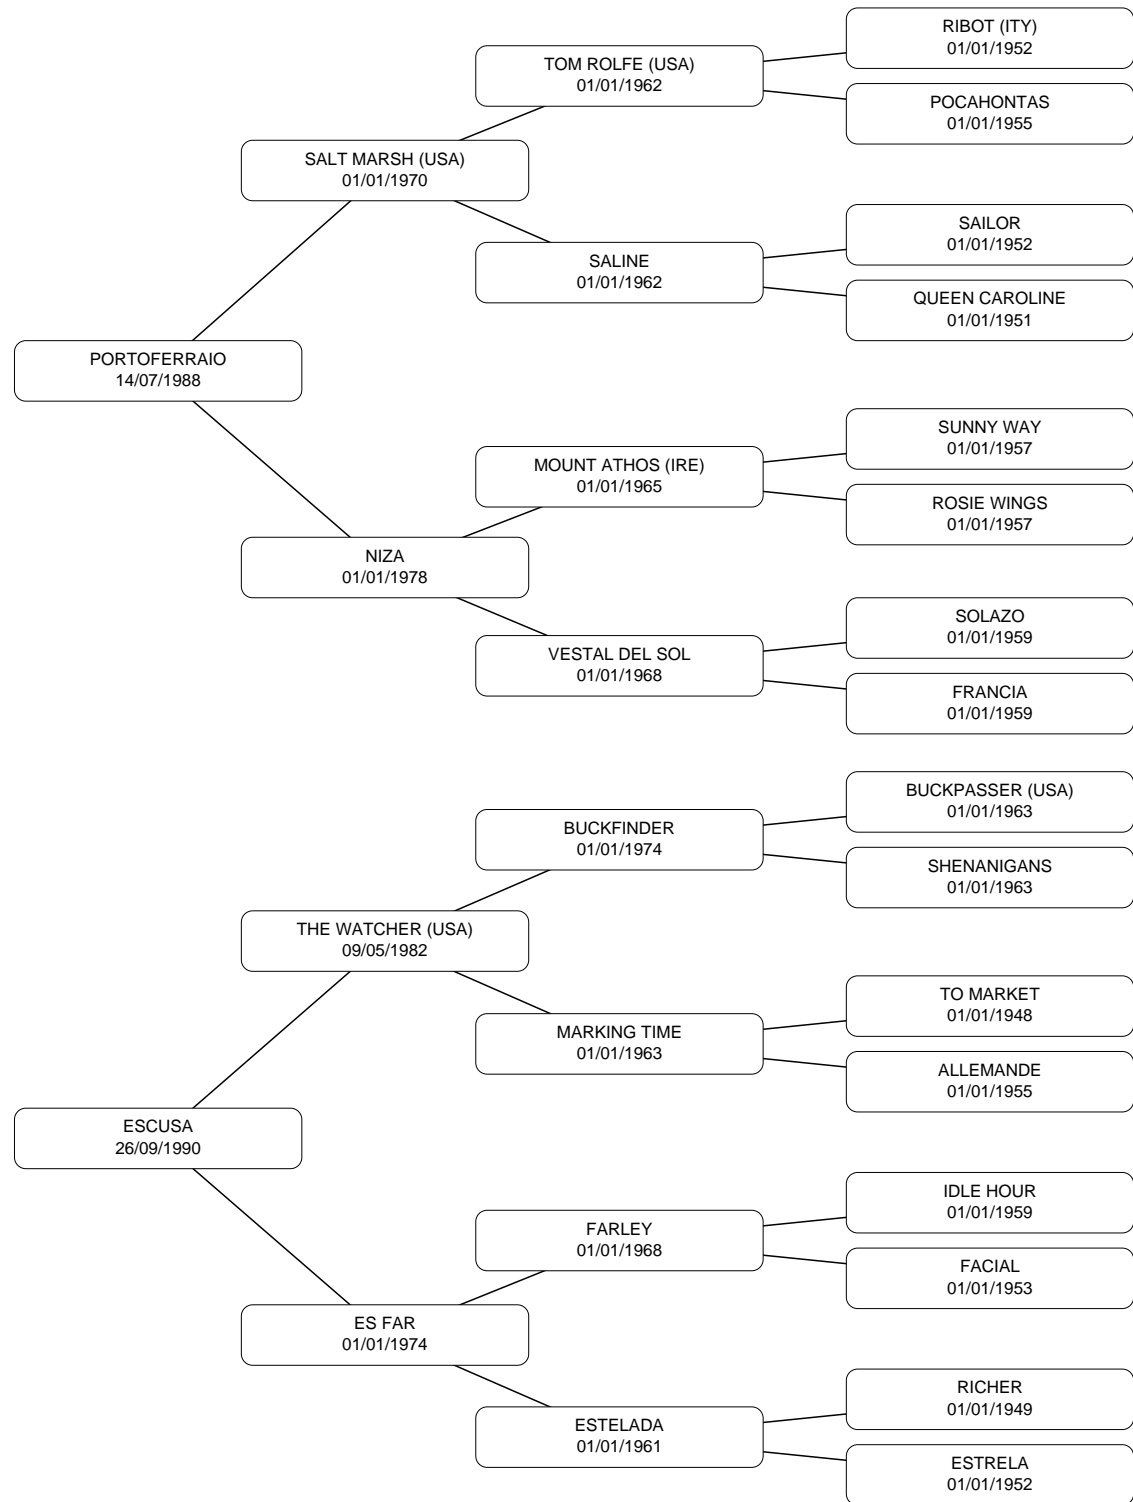 RIBOT (ITY)
01/01/1952
TOM ROLFE (USA)
01/01/1962
POCAHONTAS
01/01/1955
SALT MARSH (USA)
01/01/1970
SAILOR
01/01/1952
SALINE
01/01/1962
QUEEN CAROLINE
01/01/1951
PORTOFERRAIO
14/07/1988
SUNNY WAY
01/01/1957
MOUNT ATHOS (IRE)
01/01/1965
ROSIE WINGS
01/01/1957
NIZA
01/01/1978
SOLAZO
01/01/1959
VESTAL DEL SOL
01/01/1968
FRANCIA
01/01/1959
BUCKPASSER (USA)
01/01/1963
BUCKFINDER
01/01/1974
SHENANIGANS
01/01/1963
THE WATCHER (USA)
09/05/1982
TO MARKET
01/01/1948
MARKING TIME
01/01/1963
ALLEMANDE
01/01/1955
ESCUSA
26/09/1990
IDLE HOUR
01/01/1959
FARLEY
01/01/1968
FACIAL
01/01/1953
ES FAR
01/01/1974
RICHER
01/01/1949
ESTELADA
01/01/1961
ESTRELA
01/01/1952